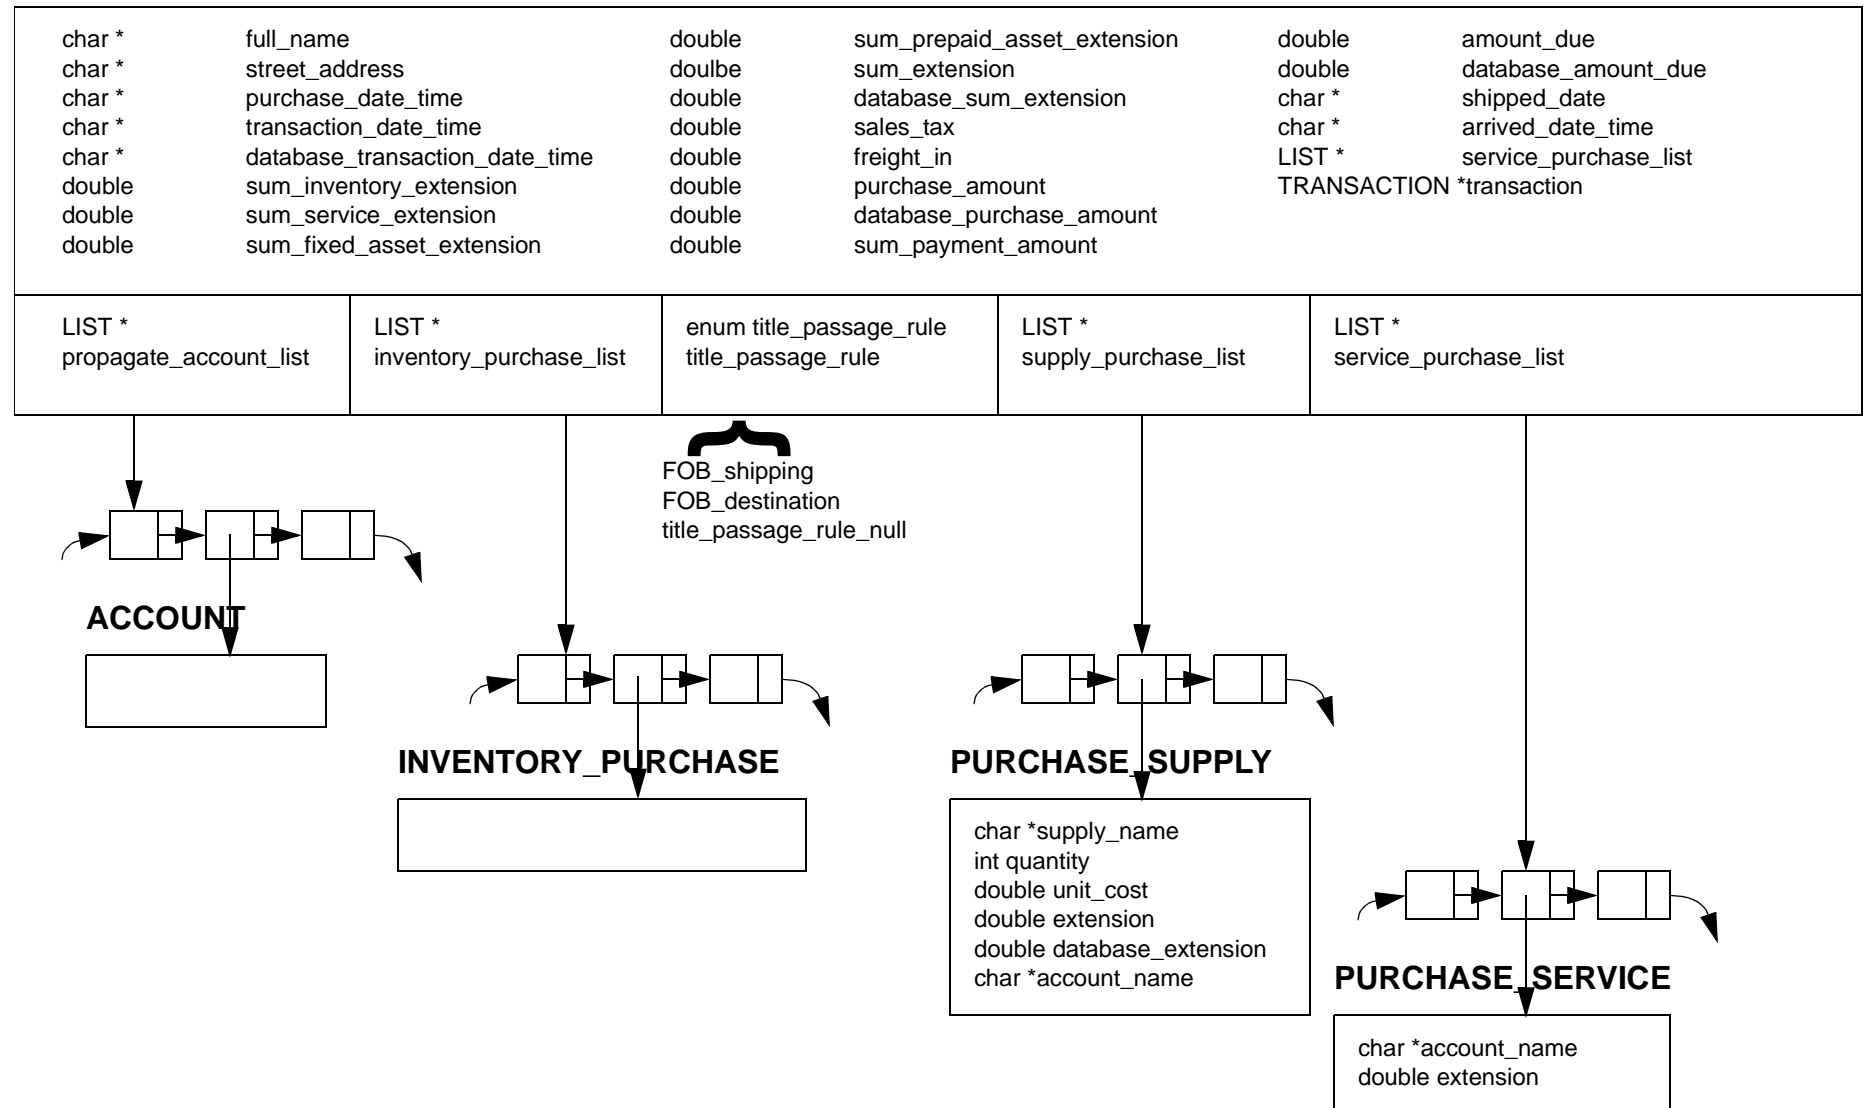 char * full_name
char * street_address
char * purchase_date_time
char * transaction_date_time
char * database_transaction_date_time
double sum_inventory_extension
double sum_service_extension
double sum_fixed_asset_extension
double sum_prepaid_asset_extension
doulbe sum_extension
double database_sum_extension
double sales_tax
double freight_in
double purchase_amount
double database_purchase_amount
double sum_payment_amount
double amount_due
double database_amount_due
char * shipped_date
char * arrived_date_time
LIST * service_purchase_list
TRANSACTION *transaction
LIST *
propagate_account_list
LIST *
inventory_purchase_list
enum title_passage_rule
title_passage_rule
LIST *
supply_purchase_list
LIST *
service_purchase_list
FOB_shipping
FOB_destination
title_passage_rule_null
ACCOUNT
INVENTORY_PURCHASE
PURCHASE_SUPPLY
char *supply_name
int quantity
double unit_cost
double extension
double database_extension
char *account_name
PURCHASE_SERVICE
char *account_name
double extension